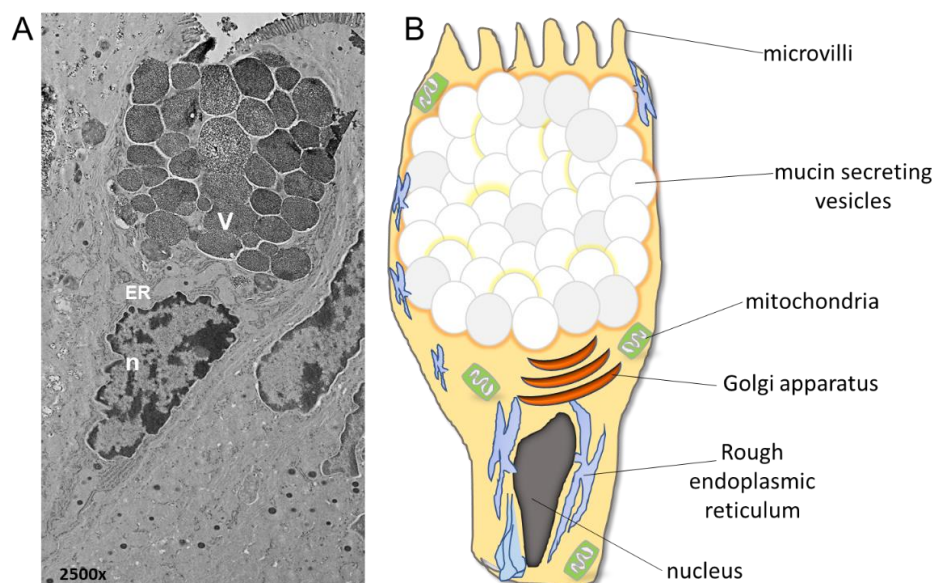 A
V
ER
n
2500x
B
microvilli
mucin secreting
vesicles
mitochondria
Golgi apparatus
Rough
endoplasmic
reticulum
nucleus